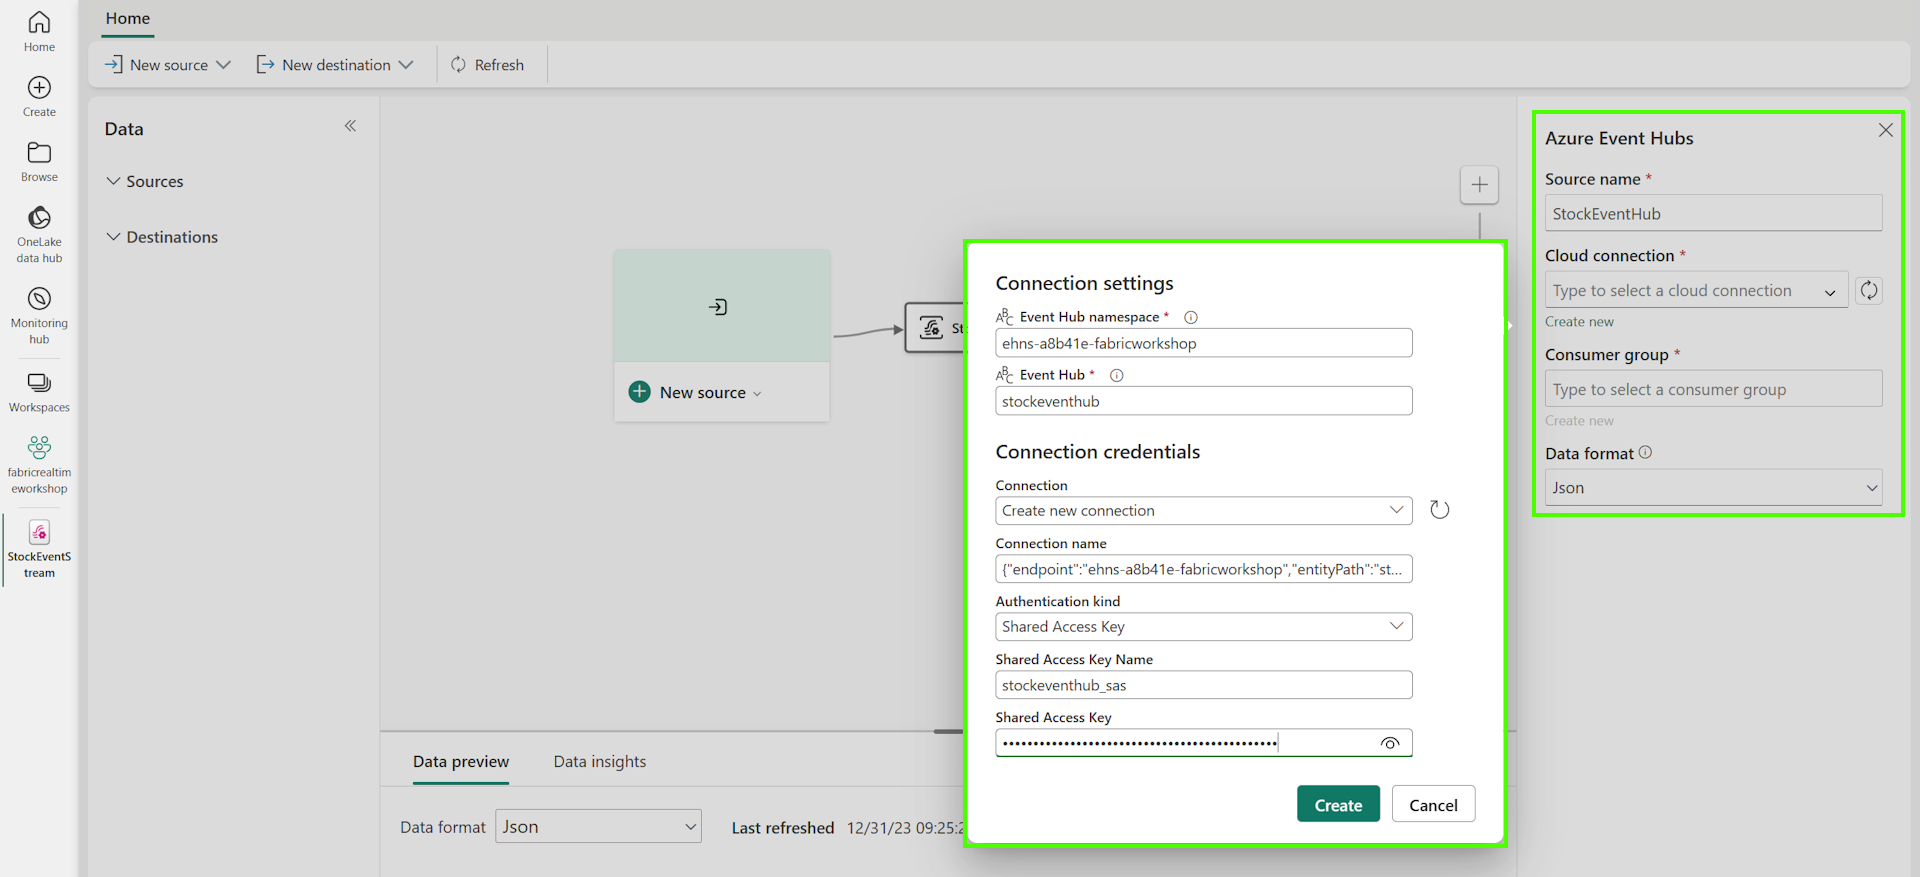 Home
Create
Browse
OneLake
data hub
Monitoring
hub
Workspaces
fabricrealtim
eworkshop
StockEventS
tream
Home
New source
New destination
Refresh
Data
Sources
Destinations
New source
St
Data preview
Data insights
Data format
Json
Last refreshed
12/31/23 09:25:2
Connection settings
Event Hub namespace *
ehns-a8b41e-fabricworkshop
Event Hub *
stockeventhub
Connection credentials
Connection
Create new connection
Connection name
{"endpoint":"ehns-a8b41e-fabricworkshop","entityPath":"st...
Authentication kind
Shared Access Key
Shared Access Key Name
stockeventhub_sas
Shared Access Key
Create
Cancel
Azure Event Hubs
Source name *
StockEventHub
Cloud connection *
Type to select a cloud connection
Create new
Consumer group *
Type to select a consumer group
Create new
Data format
Json